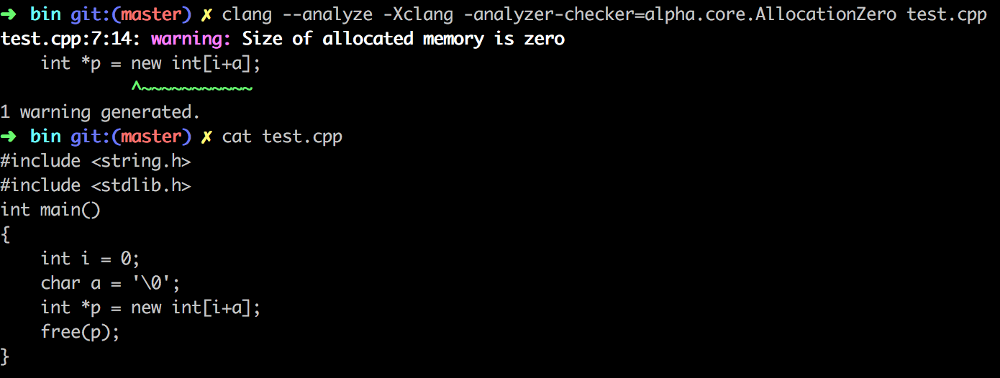 ➜ bin git:(master) ✗ clang --analyze -Xclang -analyzer-checker=alpha.core.AllocationZero test.cpp
test.cpp:7:14: warning: Size of allocated memory is zero
    int *p = new int[i+a];
             ^~~~~~~~~~~~
1 warning generated.
➜ bin git:(master) ✗ cat test.cpp
#include <string.h>
#include <stdlib.h>
int main()
{
    int i = 0;
    char a = '\0';
    int *p = new int[i+a];
    free(p);
}